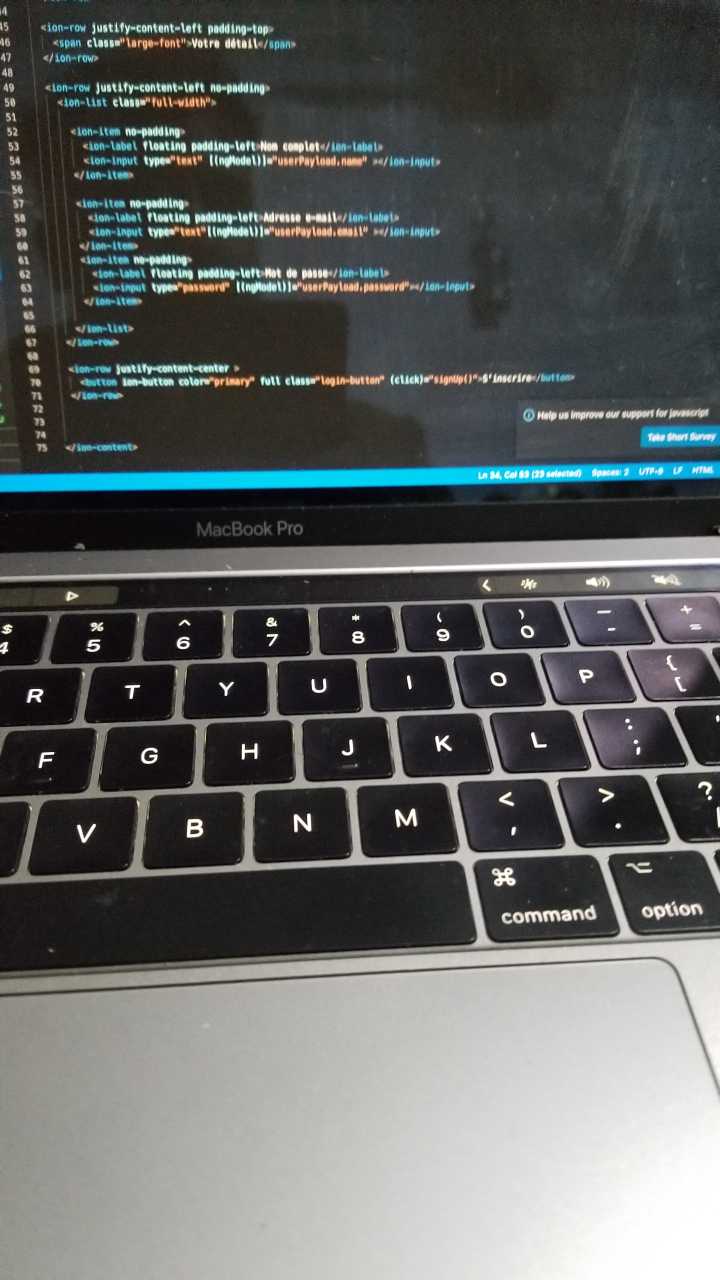 44
45 <ion-row justify-content-left padding-top>
46 <span class="large-font">Votre détail</span>
47 </ion-row>
48
49 <ion-row justify-content-left no-padding>
50 <ion-list class="full-width">
51
52 <ion-item no-padding>
53 <ion-label floating padding-left>Nom complet</ion-label>
54 <ion-input type="text" [(ngModel)]="userPayload.name" ></ion-input>
55 </ion-item>
56
57 <ion-item no-padding>
58 <ion-label floating padding-left>Adresse e-mail</ion-label>
59 <ion-input type="text"[(ngModel)]="userPayload.email" ></ion-input>
60 </ion-item>
61 <ion-item no-padding>
62 <ion-label floating padding-left>Mot de passe</ion-label>
63 <ion-input type="password" [(ngModel)]="userPayload.password"></ion-input>
64 </ion-item>
65
66 </ion-list>
67 </ion-row>
68
69 <ion-row justify-content-center >
70 <button ion-button color="primary" full class="login-button" (click)="signUp()">S'inscrire</button>
71 </ion-row>
72
73
74
75 </ion-content>
Help us improve our support for javascript
Take Short Survey
Ln 54, Col 53 (23 selected) Spaces: 2 UTF-8 LF HTML
MacBook Pro
$ % ^ & * ( ) _ +
4 5 6 7 8 9 0 - =
R T Y U I O P { [
F G H J K L : ;
V B N M < , > . ?
⌘ ⌥
command option